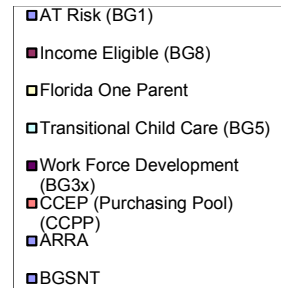 AT Risk (BG1)
Income Eligible (BG8)
Florida One Parent
Transitional Child Care (BG5)
Work Force Development
(BG3x)
CCEP (Purchasing Pool)
(CCPP)
ARRA
BGSNT